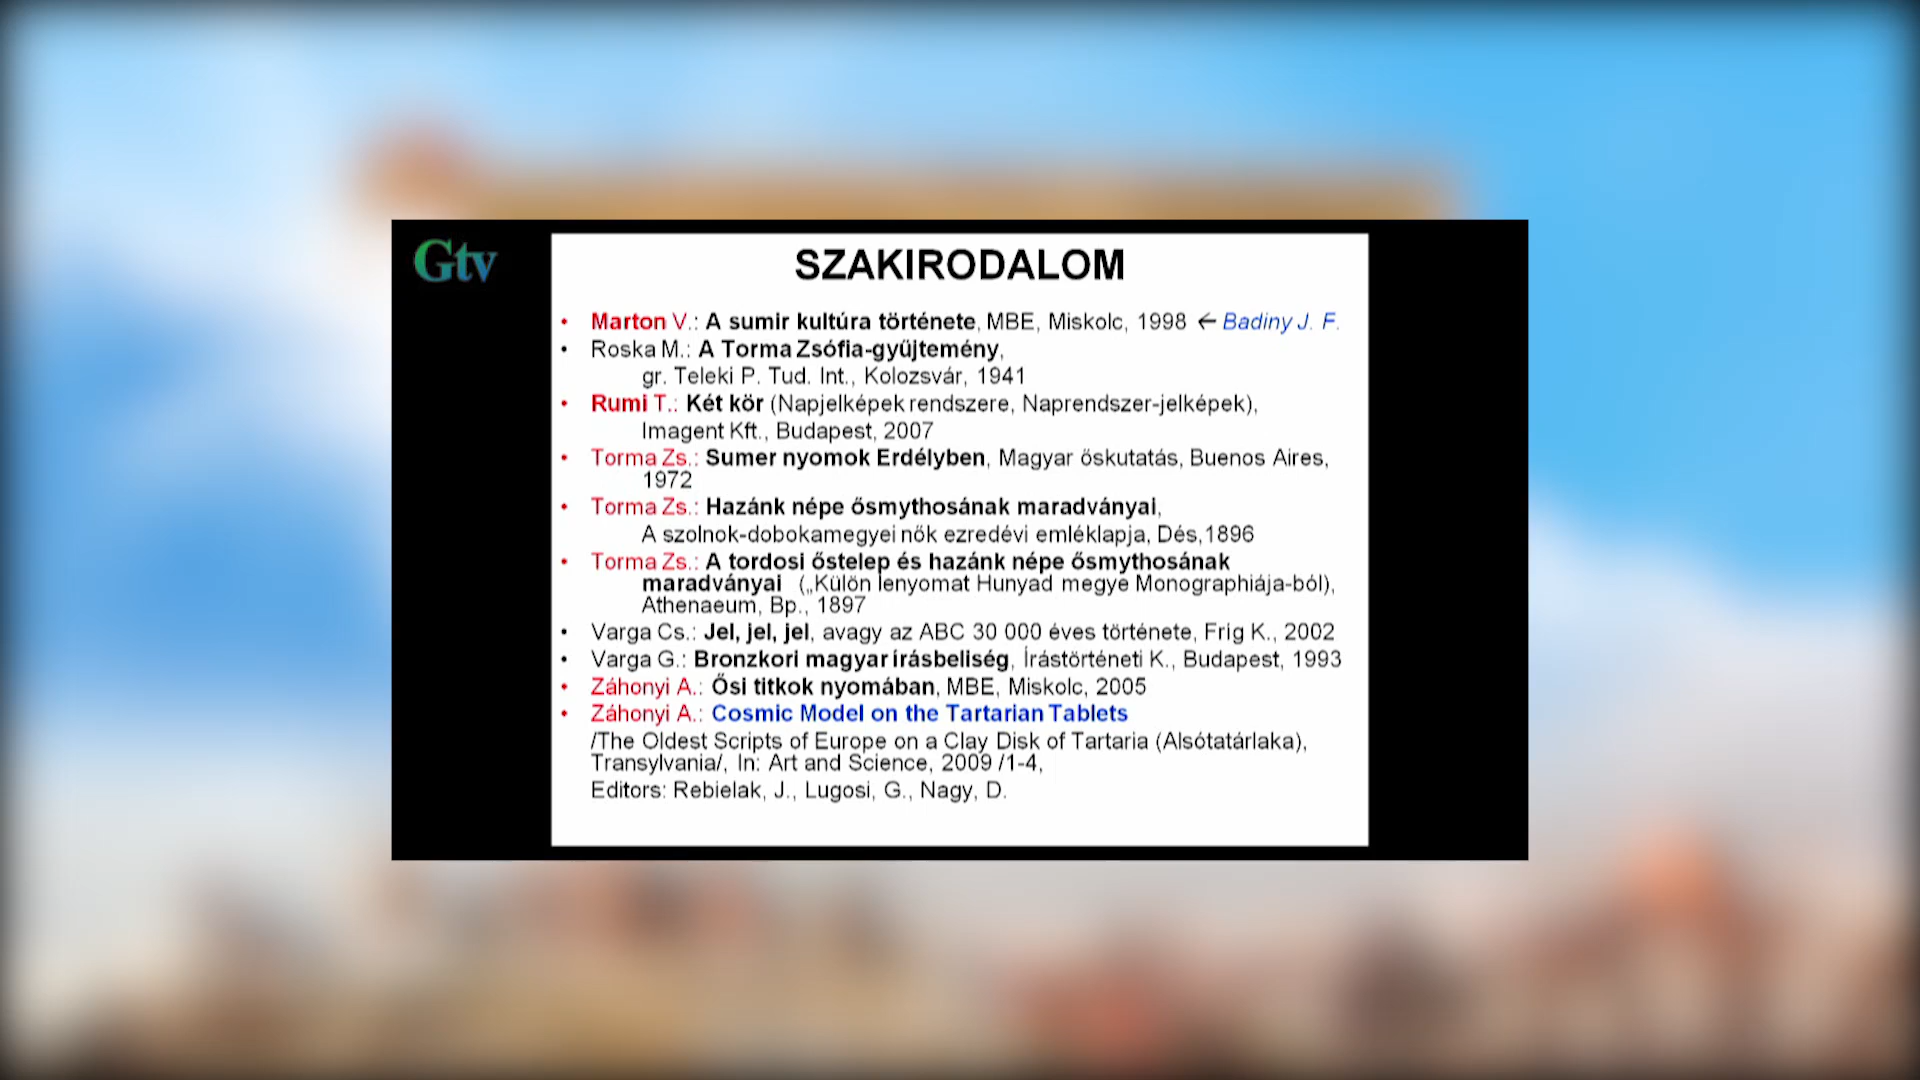 Gtv
SZAKIRODALOM
• Marton V.: A sumir kultúra története, MBE, Miskolc, 1998 ← Badiny J. F.
• Roska M.: A Torma Zsófia-gyűjtemény,
gr. Teleki P. Tud. Int., Kolozsvár, 1941
• Rumi T.: Két kör (Napjelképek rendszere, Naprendszer-jelképek),
Imagent Kft., Budapest, 2007
• Torma Zs.: Sumer nyomok Erdélyben, Magyar őskutatás, Buenos Aires,
1972
• Torma Zs.: Hazánk népe ősmythosának maradványai,
A szolnok-dobokamegyei nők ezredévi emléklapja, Dés,1896
• Torma Zs.: A tordosi őstelep és hazánk népe ősmythosának
maradványai („Külön lenyomat Hunyad megye Monographiája-ból),
Athenaeum, Bp., 1897
• Varga Cs.: Jel, jel, jel, avagy az ABC 30 000 éves története, Frig K., 2002
• Varga G.: Bronzkori magyar írásbeliség, Írástörténeti K., Budapest, 1993
• Záhonyi A.: Ősi titkok nyomában, MBE, Miskolc, 2005
• Záhonyi A.: Cosmic Model on the Tartarian Tablets
/The Oldest Scripts of Europe on a Clay Disk of Tartaria (Alsótatárlaka),
Transylvania/, In: Art and Science, 2009 /1-4,
Editors: Rebielak, J., Lugosi, G., Nagy, D.